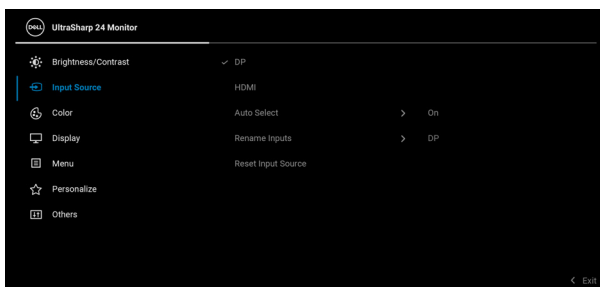 DELL UltraSharp 24 Monitor
Brightness/Contrast DP
Input Source HDMI
Color Auto Select On
Display Rename Inputs DP
Menu Reset Input Source
Personalize
Others
Exit